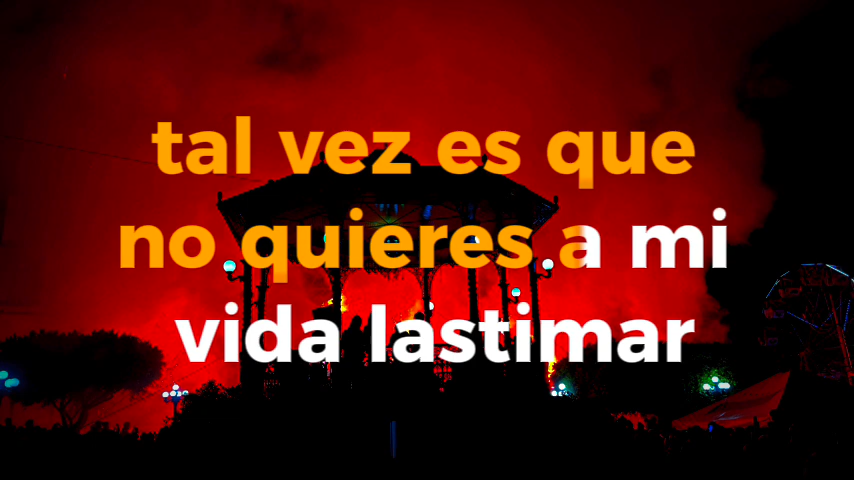 tal vez es que
no quieres a mi
vida lastimar